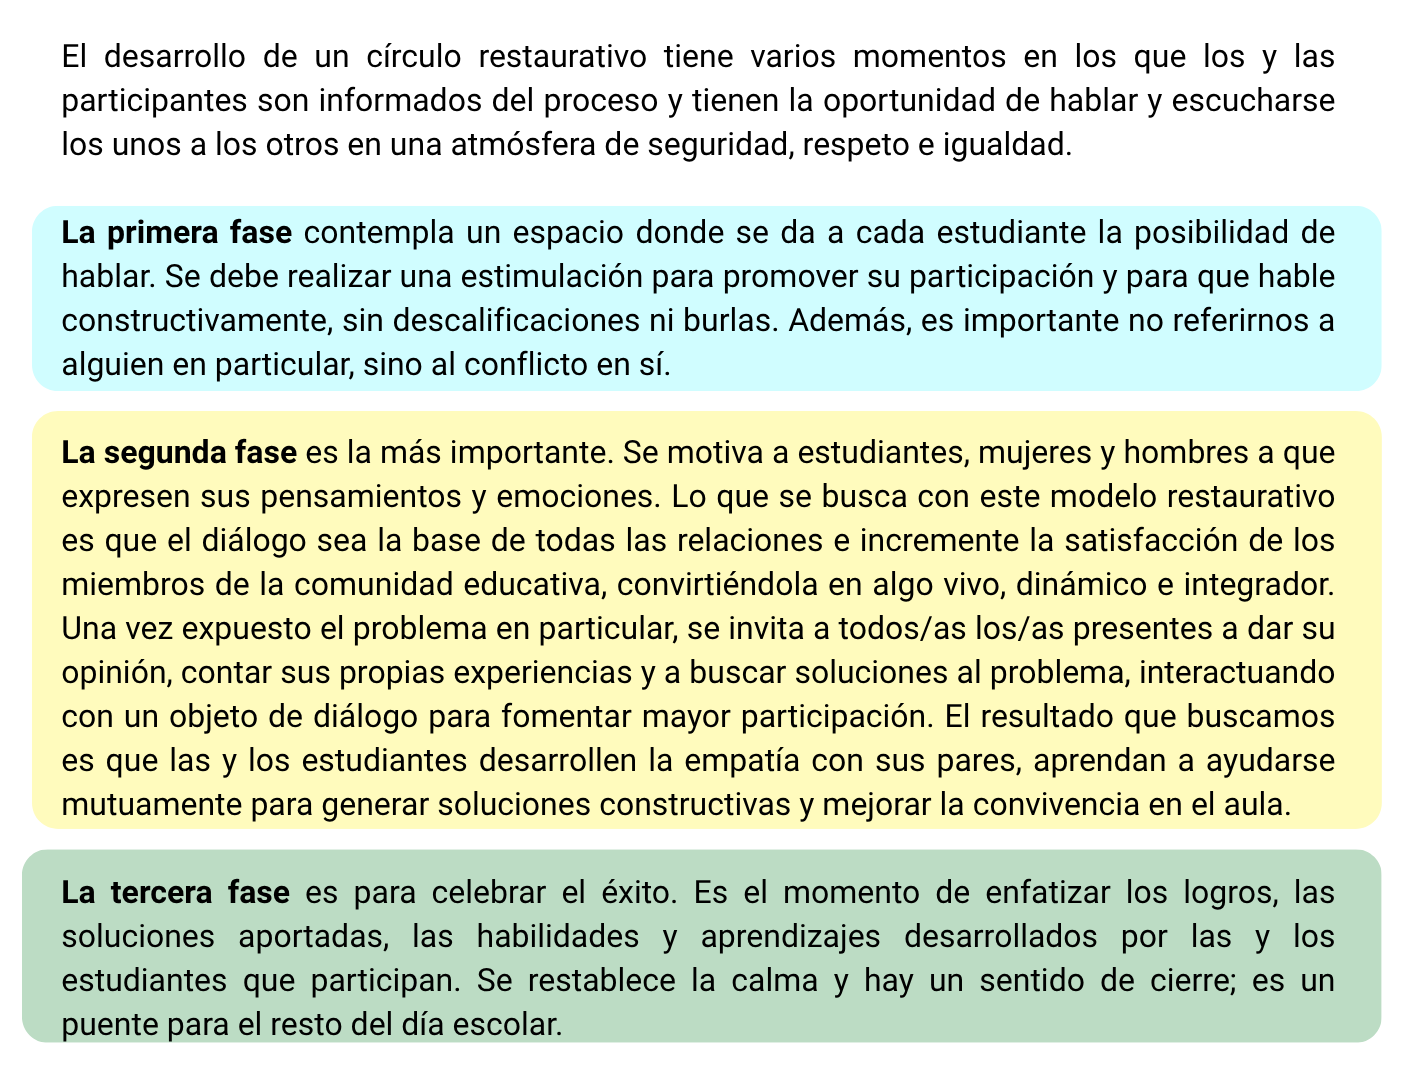 El desarrollo de un círculo restaurativo tiene varios momentos en los que los y las
participantes son informados del proceso y tienen la oportunidad de hablar y escucharse
los unos a los otros en una atmósfera de seguridad, respeto e igualdad.
La primera fase contempla un espacio donde se da a cada estudiante la posibilidad de
hablar. Se debe realizar una estimulación para promover su participación y para que hable
constructivamente, sin descalificaciones ni burlas. Además, es importante no referirnos a
alguien en particular, sino al conflicto en sí.
La segunda fase es la más importante. Se motiva a estudiantes, mujeres y hombres a que
expresen sus pensamientos y emociones. Lo que se busca con este modelo restaurativo
es que el diálogo sea la base de todas las relaciones e incremente la satisfacción de los
miembros de la comunidad educativa, convirtiéndola en algo vivo, dinámico e integrador.
Una vez expuesto el problema en particular, se invita a todos/as los/as presentes a dar su
opinión, contar sus propias experiencias y a buscar soluciones al problema, interactuando
con un objeto de diálogo para fomentar mayor participación. El resultado que buscamos
es que las y los estudiantes desarrollen la empatía con sus pares, aprendan a ayudarse
mutuamente para generar soluciones constructivas y mejorar la convivencia en el aula.
La tercera fase es para celebrar el éxito. Es el momento de enfatizar los logros, las
soluciones aportadas, las habilidades y aprendizajes desarrollados por las y los
estudiantes que participan. Se restablece la calma y hay un sentido de cierre; es un
puente para el resto del día escolar.